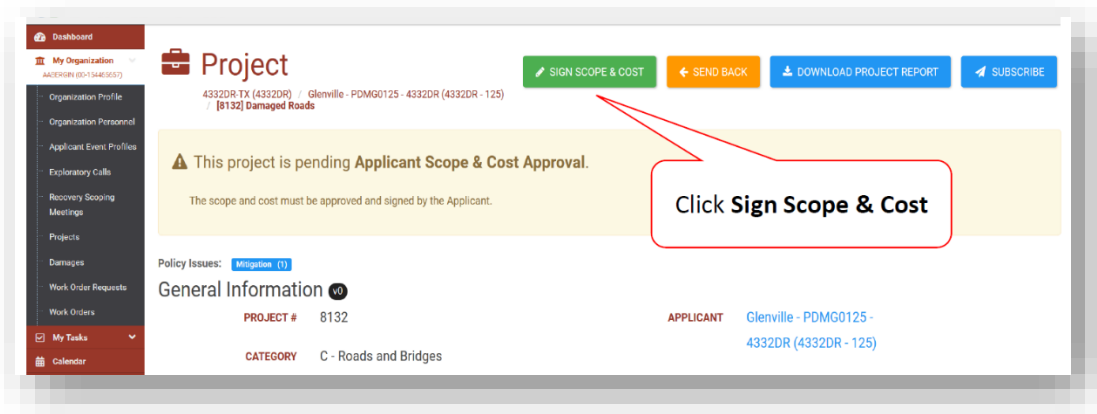 Dashboard
My Organization
Organization Profile
Organization Personnel
Applicant Event Profiles
Exploratory Calls
Recovery Scoping
Meetings
Projects
Damages
Work Order Requests
Work Orders
My Tasks
Calendar
Project
4332DR-TX (4332DR) / Glenville - PDMG0125 - 4332DR (4332DR - 125)
/ [8132] Damaged Roads
SIGN SCOPE & COST
SEND BACK
DOWNLOAD PROJECT REPORT
SUBSCRIBE
This project is pending Applicant Scope & Cost Approval.
The scope and cost must be approved and signed by the Applicant.
Click Sign Scope & Cost
Policy Issues: Mitigation (1)
General Information v0
PROJECT # 8132
APPLICANT Glenville - PDMG0125 -
4332DR (4332DR - 125)
CATEGORY C - Roads and Bridges